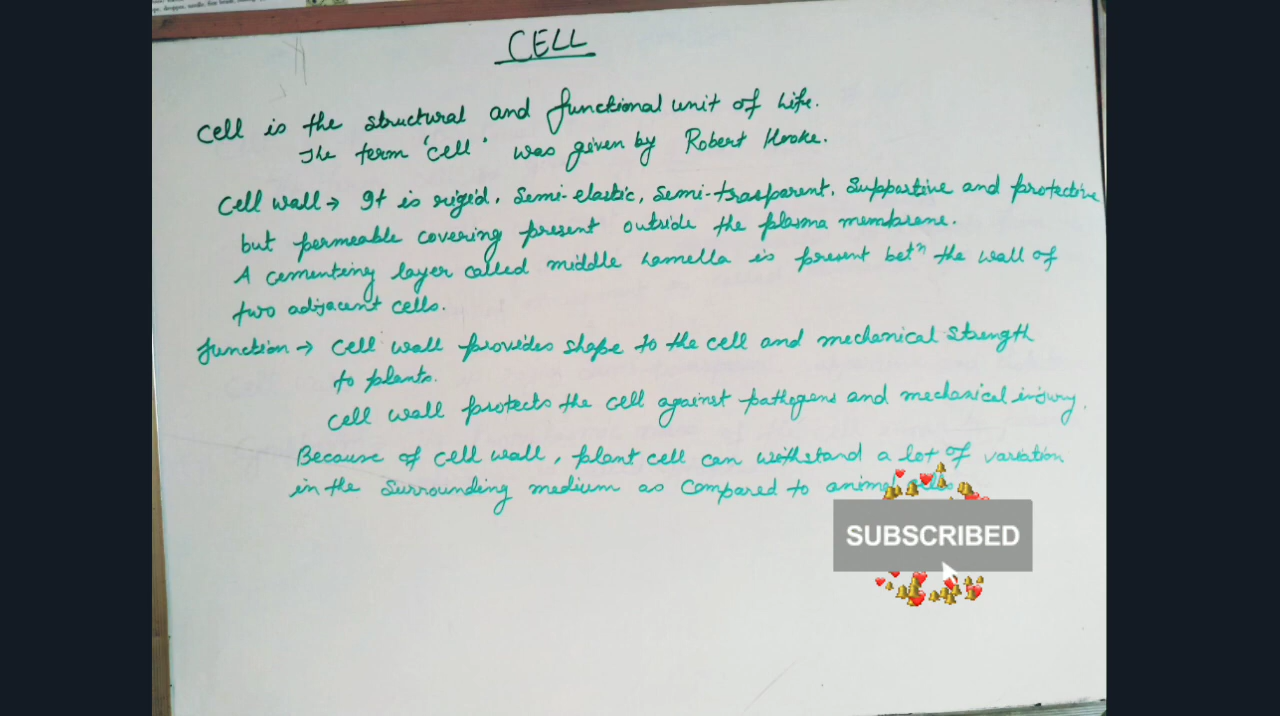 CELL
Cell is the structural and functional unit of life.
The term 'cell' was given by Robert Hooke.
Cell wall → It is riged, Semi-elastic, Semi-trasparent, Supportive and protective
but permeable covering present outside the plasma membrane.
A cementing layer called middle lamella is present betn the wall of
two adjacent cells.
function → Cell wall provides shape to the cell and mechanical strength
to plants.
Cell wall protects the cell against pathogens and mechanical injury.
Because of cell wall, plant cell can withstand a lot of variation
in the surrounding medium as compared to animal
SUBSCRIBED